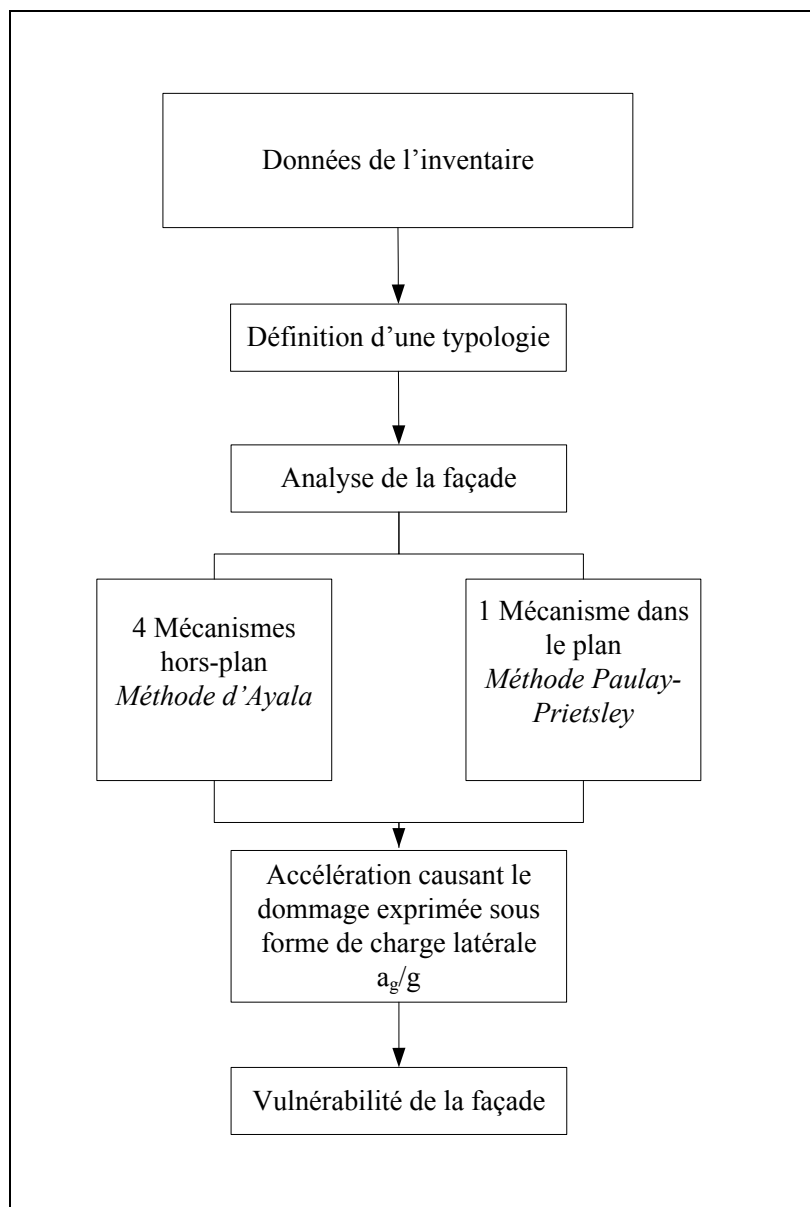 Données de l’inventaire
Définition d’une typologie
Analyse de la façade
4 Mécanismes
hors-plan
Méthode d’Ayala
1 Mécanisme dans
le plan
Méthode Paulay-
Prietsley
Accélération causant le
dommage exprimée sous
forme de charge latérale
ag/g
Vulnérabilité de la façade